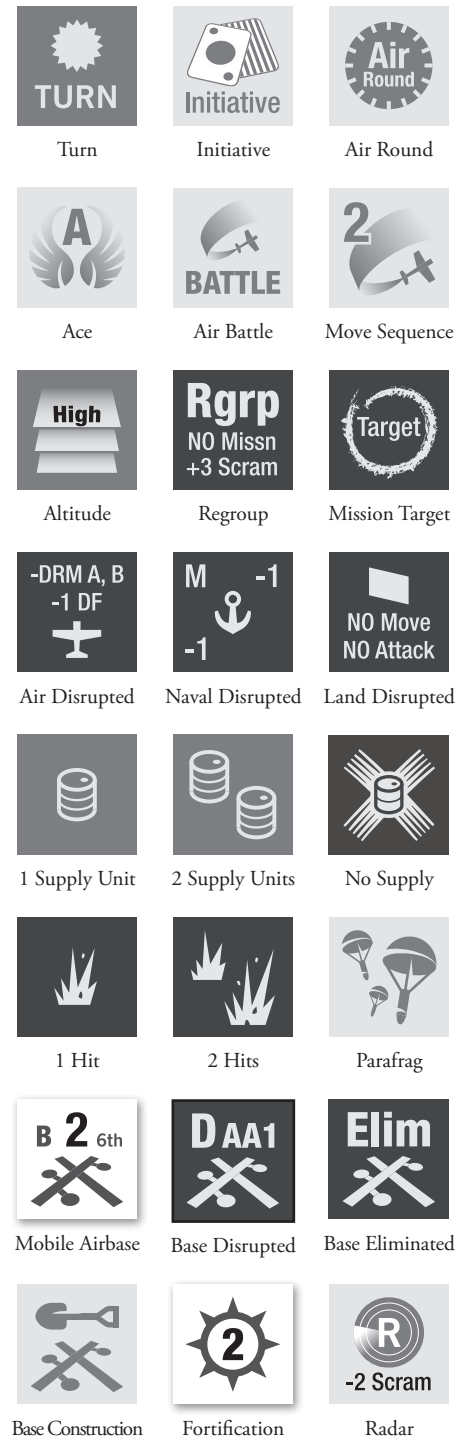 TURN
Initiative
Air
Round
Turn
Initiative
Air Round
A
BATTLE
2
Ace
Air Battle
Move Sequence
High
Rgrp
NO Missn
+3 Scram
Target
Altitude
Regroup
Mission Target
-DRM A, B
-1 DF
M -1
-1
NO Move
NO Attack
Air Disrupted
Naval Disrupted
Land Disrupted
1 Supply Unit
2 Supply Units
No Supply
1 Hit
2 Hits
Parafrag
B 2 6th
D AA1
Elim
Mobile Airbase
Base Disrupted
Base Eliminated
2
R
-2 Scram
Base Construction
Fortification
Radar